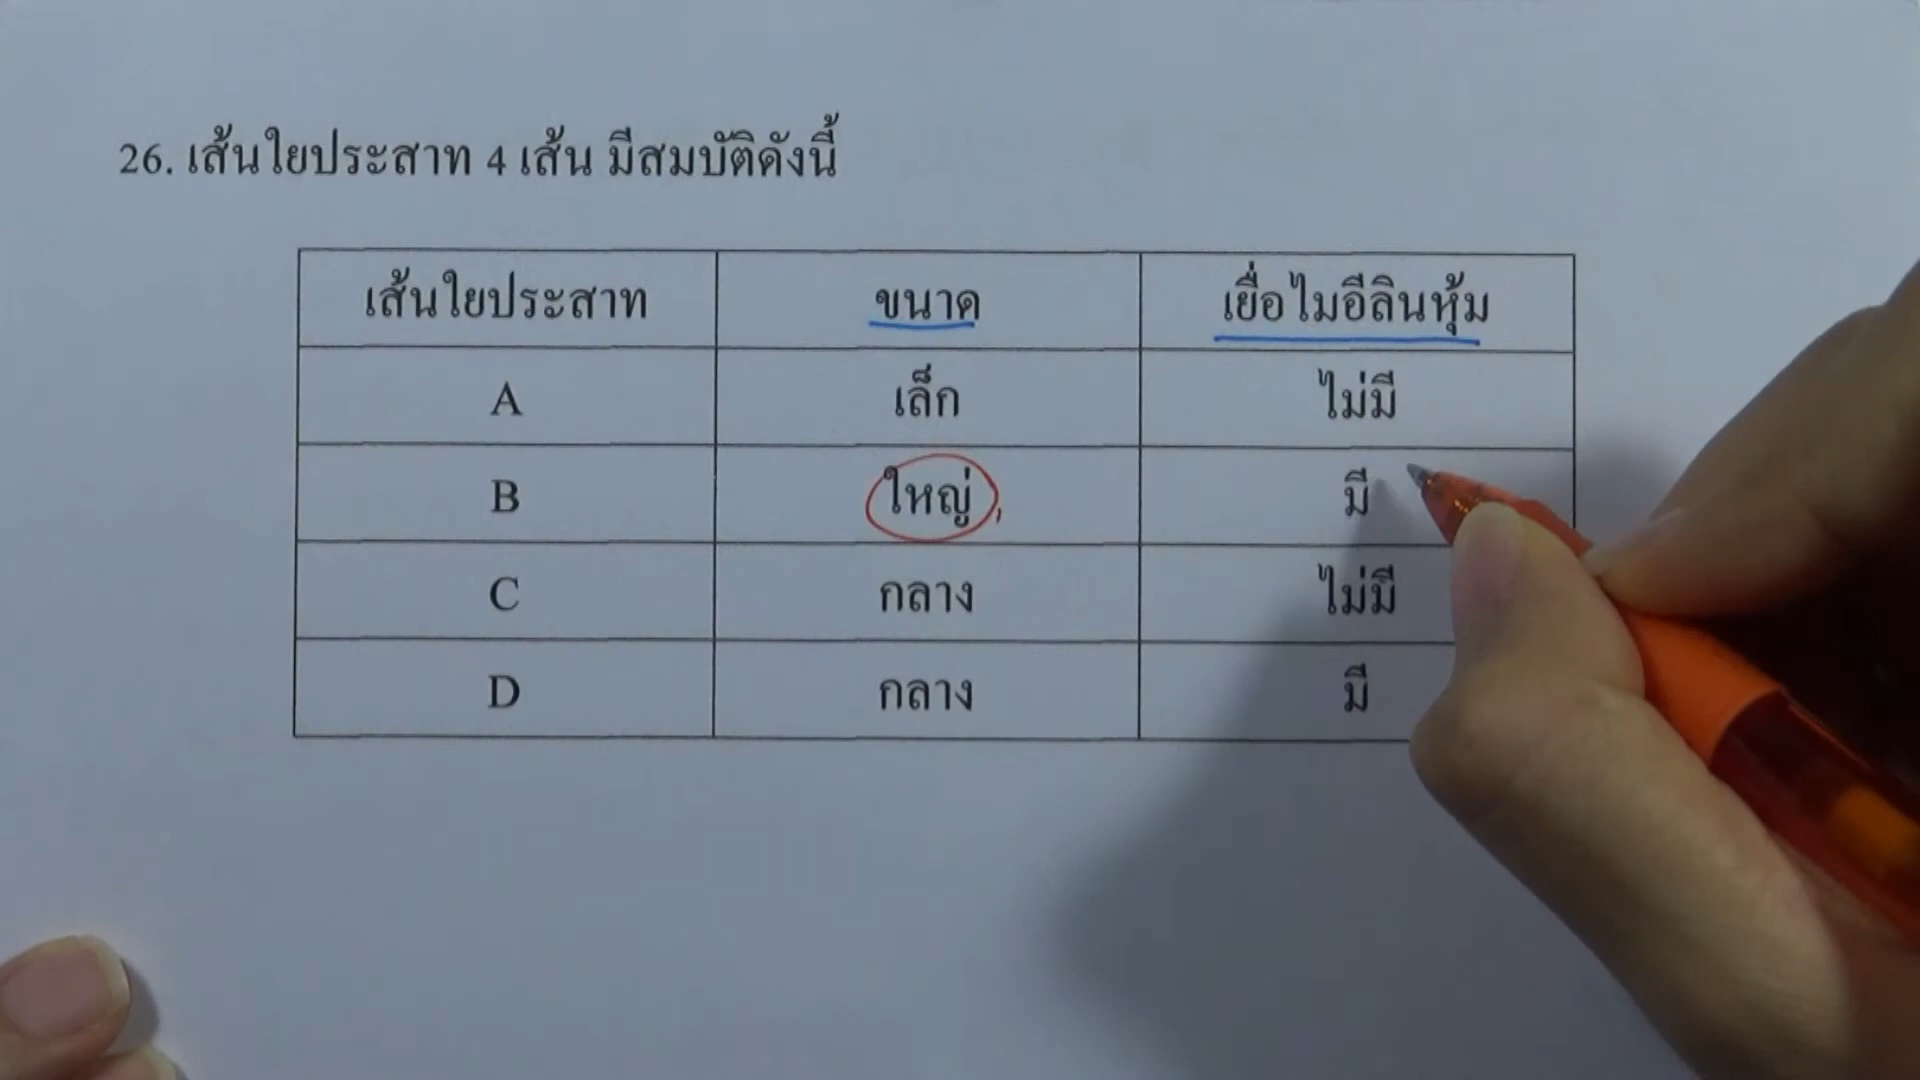 26. เส้นใยประสาท 4 เส้น มีสมบัติดังนี้
เส้นใยประสาท ขนาด เยื่อไมอีลินหุ้ม
A เล็ก ไม่มี
B ใหญ่ มี
C กลาง ไม่มี
D กลาง มี